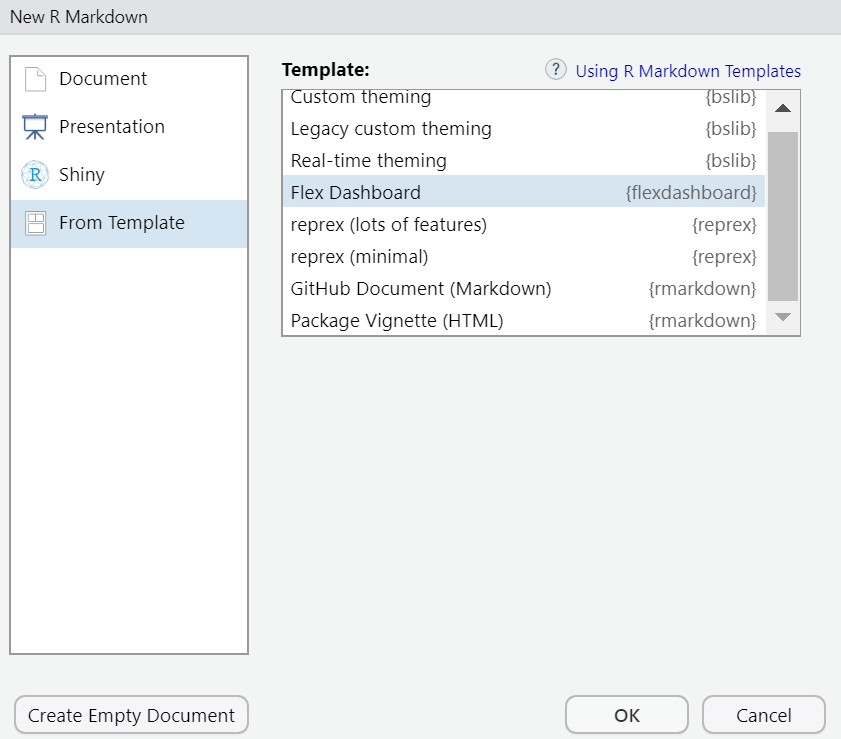 New R Markdown
Document
Presentation
R Shiny
From Template
Template:
? Using R Markdown Templates
Custom theming {bslib}
Legacy custom theming {bslib}
Real-time theming {bslib}
Flex Dashboard {flexdashboard}
reprex (lots of features) {reprex}
reprex (minimal) {reprex}
GitHub Document (Markdown) {rmarkdown}
Package Vignette (HTML) {rmarkdown}
Create Empty Document
OK
Cancel